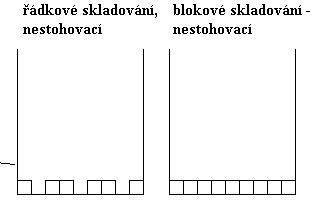 řádkové skladování,
nestohovací
blokové skladování -
nestohovací